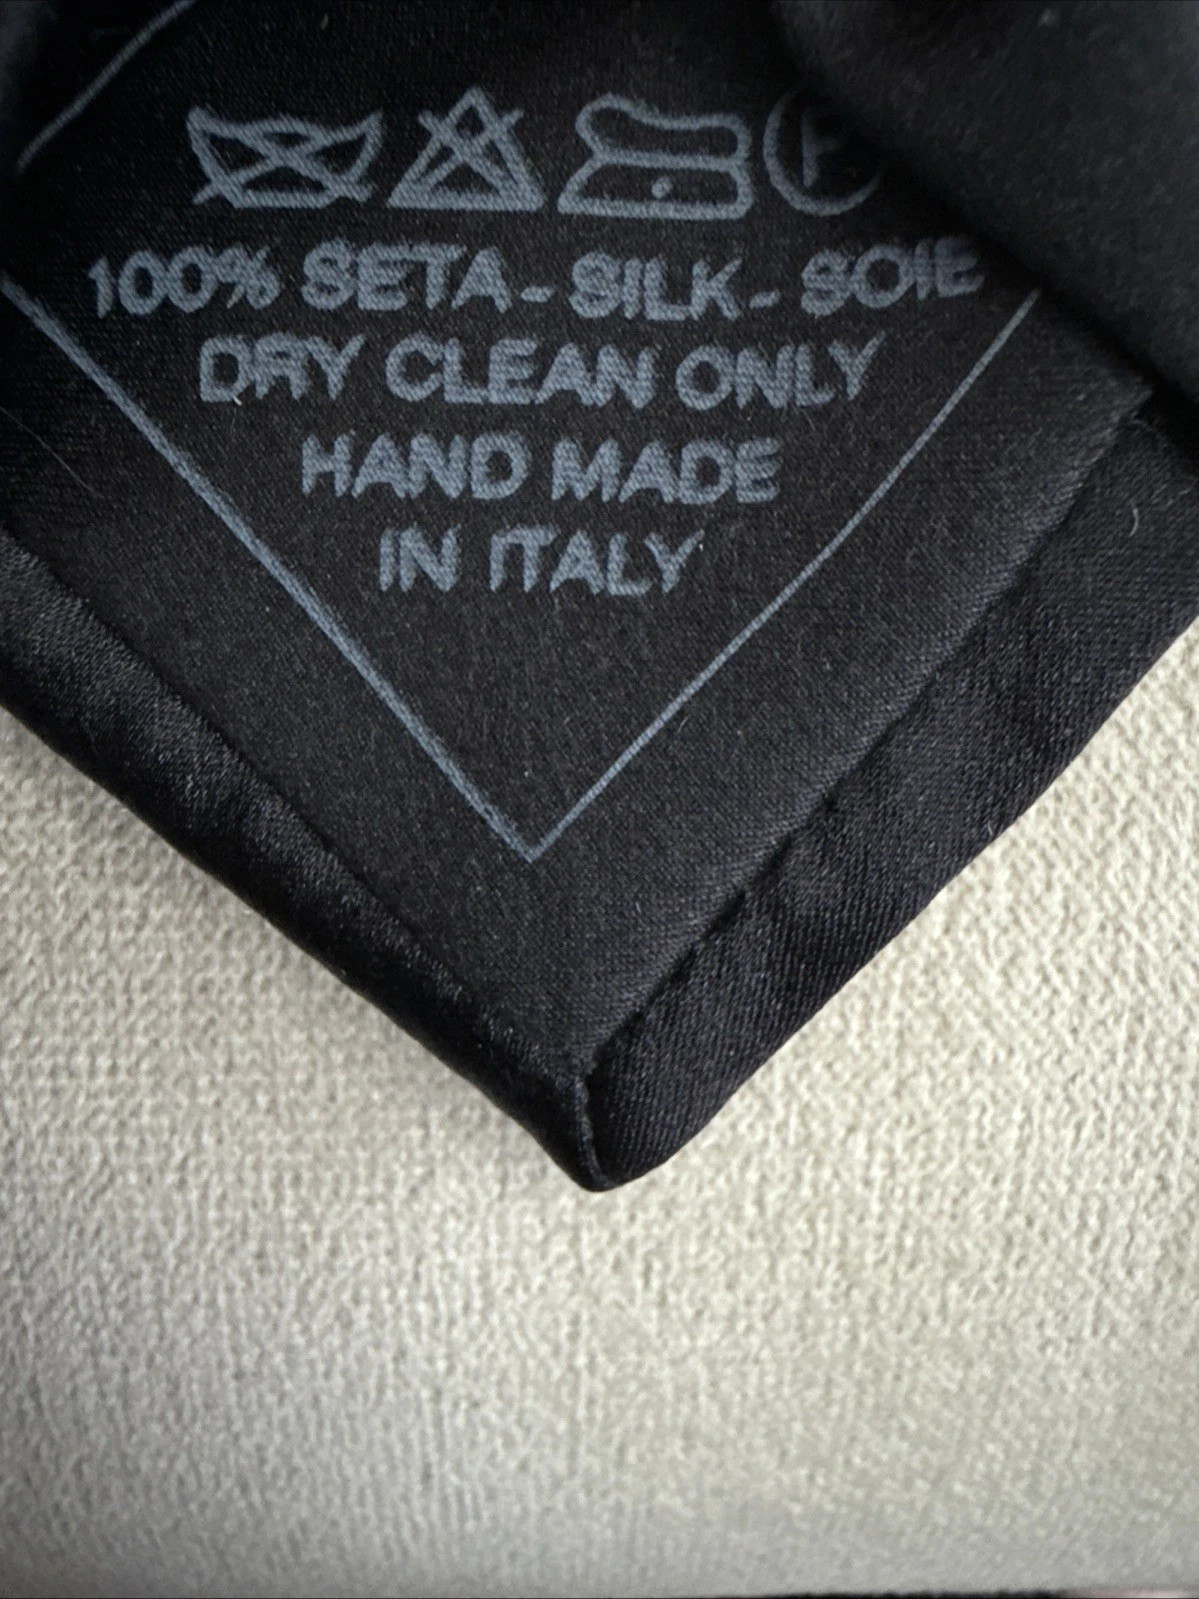 F
100% SETA - SILK - SOIE
DRY CLEAN ONLY
HAND MADE
IN ITALY